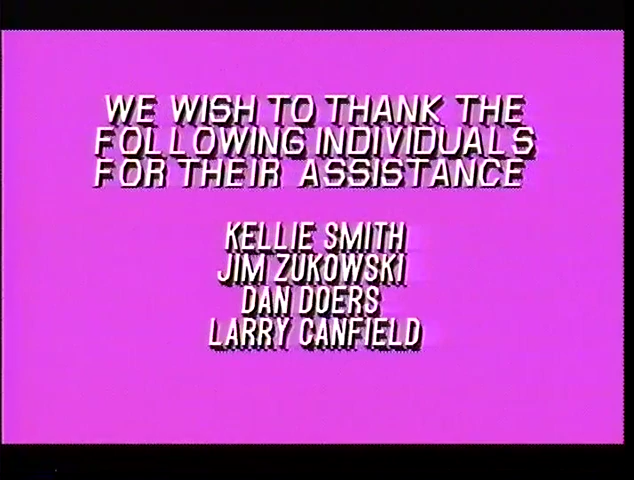 WE WISH TO THANK THE
FOLLOWING INDIVIDUALS
FOR THEIR ASSISTANCE
KELLIE SMITH
JIM ZUKOWSKI
DAN DOERS
LARRY CANFIELD